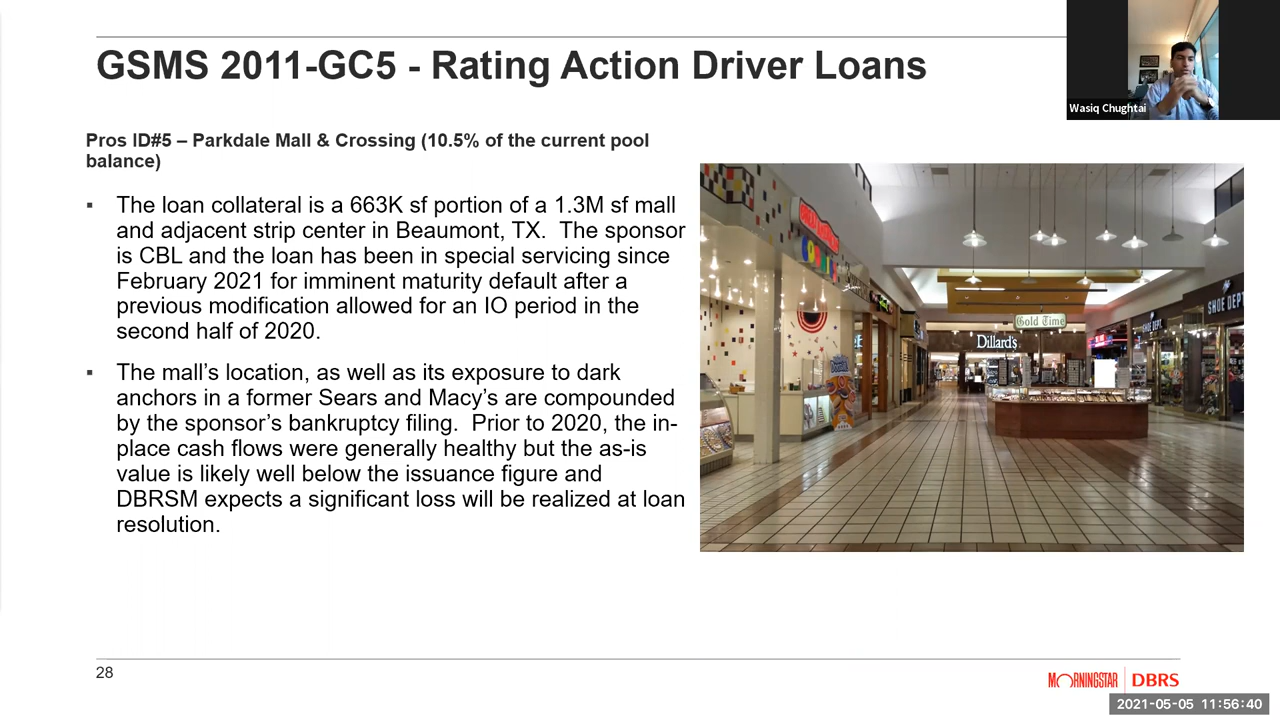 GSMS 2011-GC5 - Rating Action Driver Loans
Wasiq Chughtai
Pros ID#5 – Parkdale Mall & Crossing (10.5% of the current pool
balance)
▪ The loan collateral is a 663K sf portion of a 1.3M sf mall
and adjacent strip center in Beaumont, TX.  The sponsor
is CBL and the loan has been in special servicing since
February 2021 for imminent maturity default after a
previous modification allowed for an IO period in the
second half of 2020.
▪ The mall’s location, as well as its exposure to dark
anchors in a former Sears and Macy’s are compounded
by the sponsor’s bankruptcy filing.  Prior to 2020, the in-
place cash flows were generally healthy but the as-is
value is likely well below the issuance figure and
DBRSM expects a significant loss will be realized at loan
resolution.
Gold Time
Dillard's
SHOE DEPT
SHOE DEPT
28
MORNINGSTAR | DBRS
2021-05-05 11:56:40